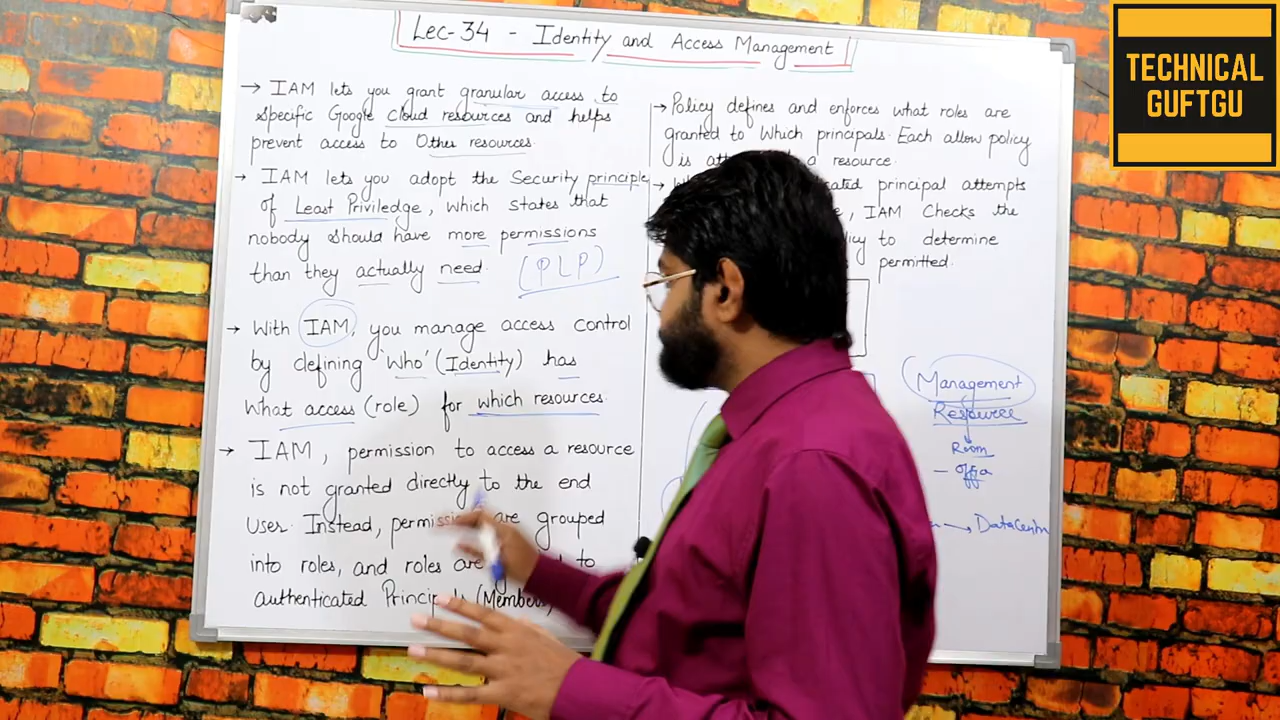 Lec-34 - Identity and Access Management
→ IAM lets you grant granular access to
specific Google Cloud resources and helps
prevent access to Other resources.
→ IAM lets you adopt the Security principle
of Least Priviledge, which states that
nobody should have more permissions
than they actually need. (PLP)
→ With IAM, you manage access control
by defining 'Who' (Identity) has
What access (role) for which resources.
→ IAM, permission to access a resource
is not granted directly to the end
user. Instead, are grouped
into roles, and roles are to
authenticated (Members)
→ Policy defines and enforces what roles are
granted to Which principals. Each allow policy
is a resource.
→ principal attempts
, IAM Checks the
to determine
permitted.
Management
Resource
Room
TECHNICAL
GUFTGU